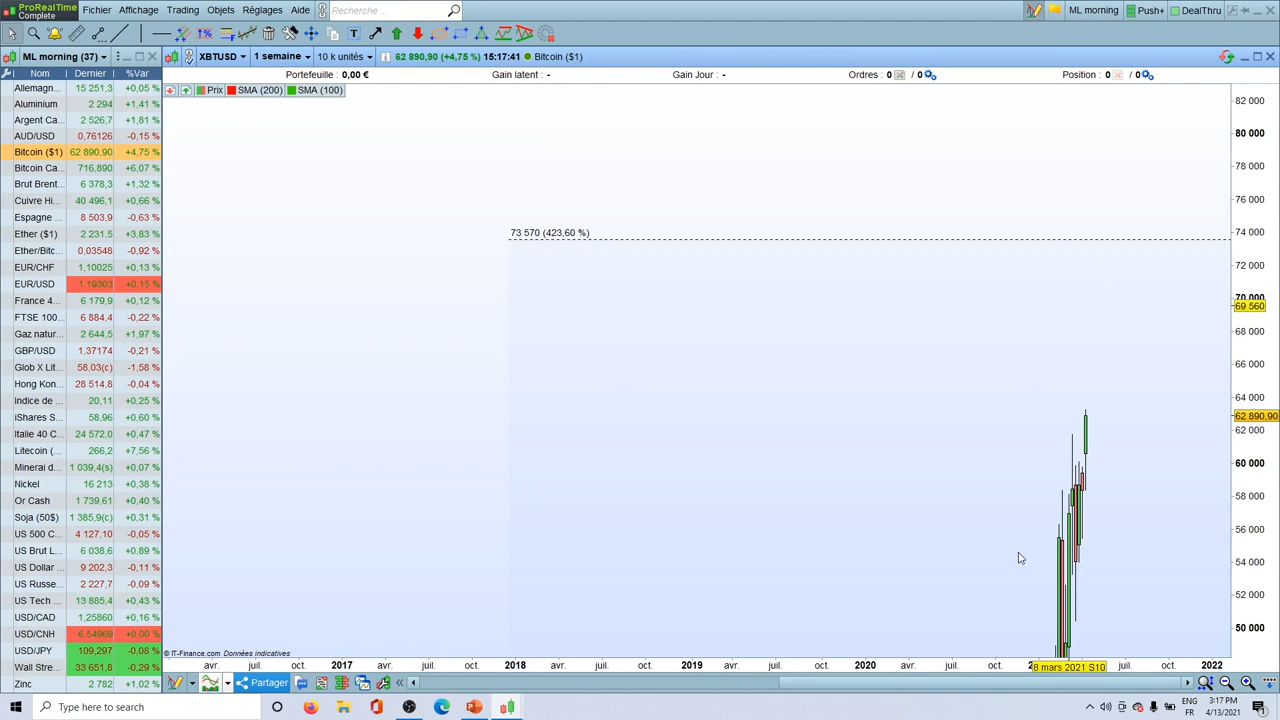 ProRealTime
Complete
Fichier Affichage Trading Objets Réglages Aide Recherche ... ML morning Push+ DealThru
ML morning (37) XBTUSD 1 semaine 10 k unités 62 890,90 (+4,75 %) 15:17:41 Bitcoin ($1)
Nom Dernier %Var
Portefeuille : 0,00 € Gain latent : - Gain Jour : - Ordres : 0 / 0 Position : 0 / 0
Prix SMA (200) SMA (100)
Allemagn... 15 251,3 +0,05 %
Aluminium 2 294 +1,41 %
Argent Ca... 2 526,7 +1,81 %
AUD/USD 0,76126 -0,15 %
Bitcoin ($1) 62 890,90 +4,75 %
Bitcoin Ca... 716,890 +6,07 %
Brut Brent... 6 378,3 +1,32 %
Cuivre Hi... 40 496,1 +0,66 %
Espagne ... 8 503,9 -0,63 %
Ether ($1) 2 231,5 +3,83 %
Ether/Bitc... 0,03548 -0,92 %
EUR/CHF 1,10025 +0,13 %
EUR/USD 1,19303 +0,15 %
France 4... 6 179,9 +0,12 %
FTSE 100... 6 884,4 -0,22 %
Gaz natur... 2 644,5 +1,97 %
GBP/USD 1,37174 -0,21 %
Glob X Lit... 58,03(c) -1,58 %
Hong Kon... 28 514,8 -0,04 %
Indice de ... 20,11 +0,25 %
iShares S... 58,96 +0,60 %
Italie 40 C... 24 572,0 +0,47 %
Litecoin (... 266,2 +7,56 %
Minerai d... 1 039,4(s) +0,07 %
Nickel 16 213 +0,38 %
Or Cash 1 739,61 +0,40 %
Soja (50$) 1 385,9(c) +0,31 %
US 500 C... 4 127,10 -0,05 %
US Brut L... 6 038,6 +0,89 %
US Dollar ... 9 202,3 -0,11 %
US Russe... 2 227,7 -0,09 %
US Tech ... 13 885,4 +0,43 %
USD/CAD 1,25860 +0,16 %
USD/CNH 6,54969 +0,00 %
USD/JPY 109,297 -0,08 %
Wall Stre... 33 651,8 -0,29 %
Zinc 2 782 +1,02 %
73 570 (423,60 %)
82 000
80 000
78 000
76 000
74 000
72 000
70 000
69 560
68 000
66 000
64 000
62 890,90
62 000
60 000
58 000
56 000
54 000
52 000
50 000
© IT-Finance.com Données indicatives
avr. juil. oct. 2017 avr. juil. oct. 2018 avr. juil. oct. 2019 avr. juil. oct. 2020 avr. juil. oct. 8 mars 2021 S10 juil. oct. 2022
Partager
Type here to search
ENG
FR
3:17 PM
4/13/2021